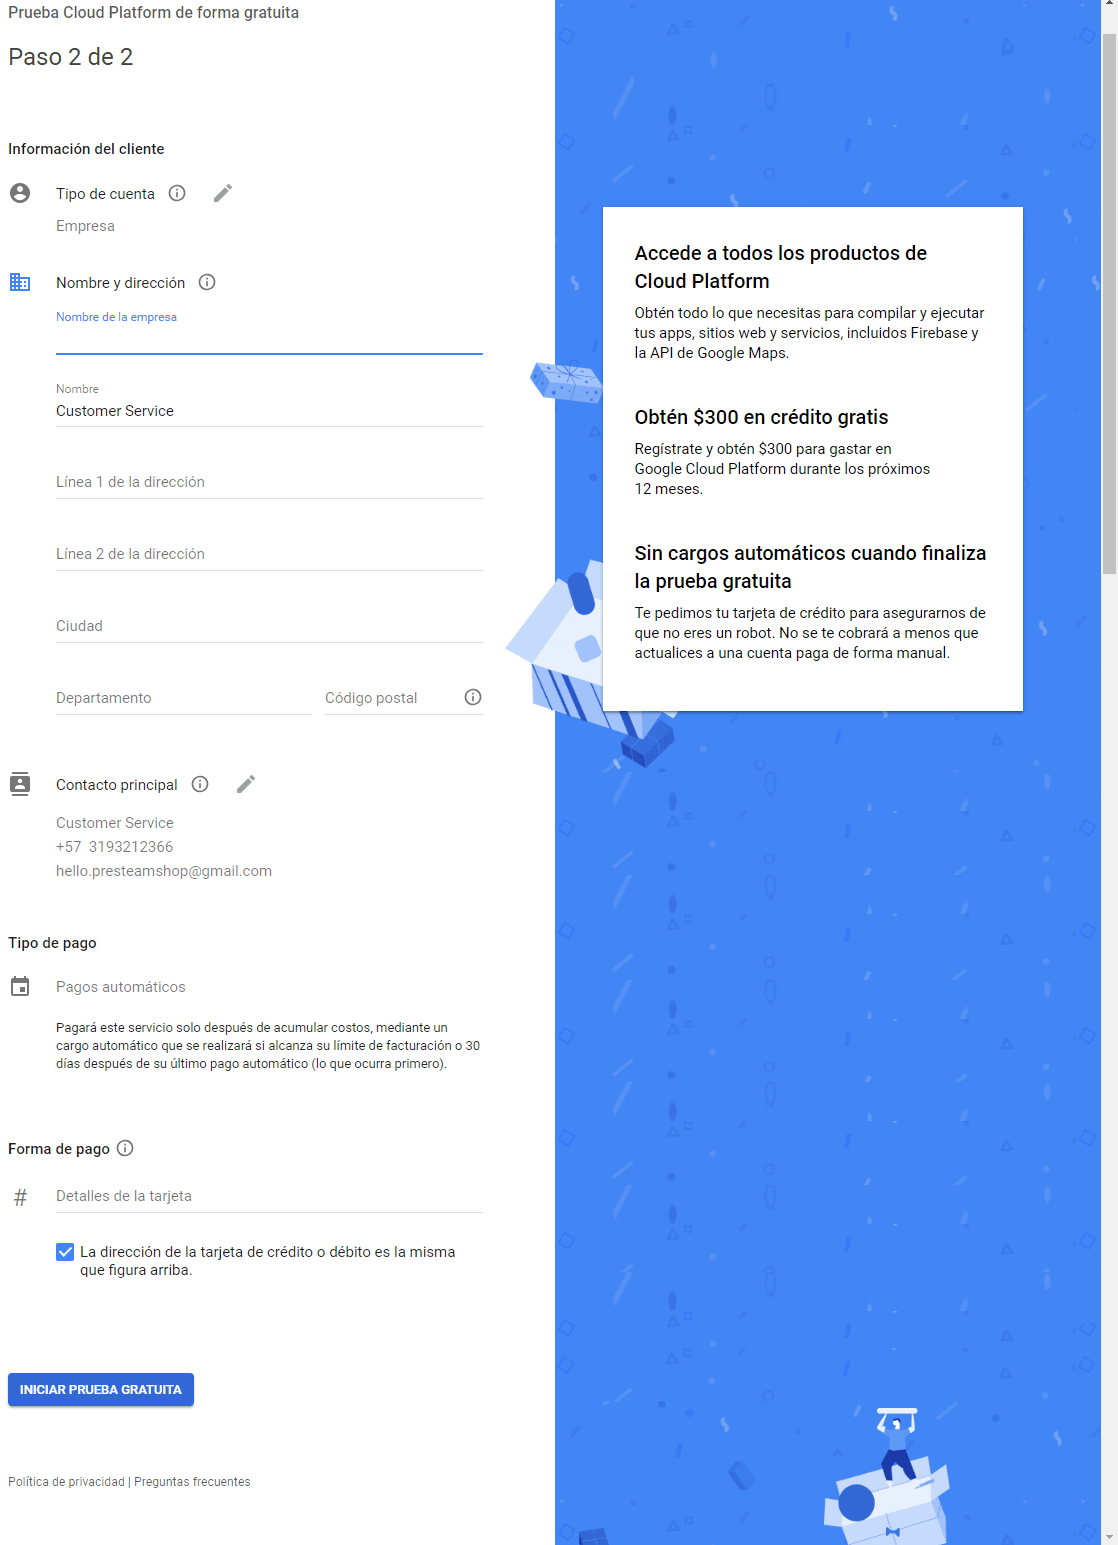 Prueba Cloud Platform de forma gratuita
Paso 2 de 2
Información del cliente
Tipo de cuenta
Empresa
Nombre y dirección
Nombre de la empresa
Nombre
Customer Service
Línea 1 de la dirección
Línea 2 de la dirección
Ciudad
Departamento
Código postal
Contacto principal
Customer Service
+57 3193212366
hello.presteamshop@gmail.com
Tipo de pago
Pagos automáticos
Pagará este servicio solo después de acumular costos, mediante un
cargo automático que se realizará si alcanza su límite de facturación o 30
días después de su último pago automático (lo que ocurra primero).
Forma de pago
# Detalles de la tarjeta
La dirección de la tarjeta de crédito o débito es la misma
que figura arriba.
INICIAR PRUEBA GRATUITA
Política de privacidad | Preguntas frecuentes
Accede a todos los productos de
Cloud Platform
Obtén todo lo que necesitas para compilar y ejecutar
tus apps, sitios web y servicios, incluidos Firebase y
la API de Google Maps.
Obtén $300 en crédito gratis
Regístrate y obtén $300 para gastar en
Google Cloud Platform durante los próximos
12 meses.
Sin cargos automáticos cuando finaliza
la prueba gratuita
Te pedimos tu tarjeta de crédito para asegurarnos de
que no eres un robot. No se te cobrará a menos que
actualices a una cuenta paga de forma manual.